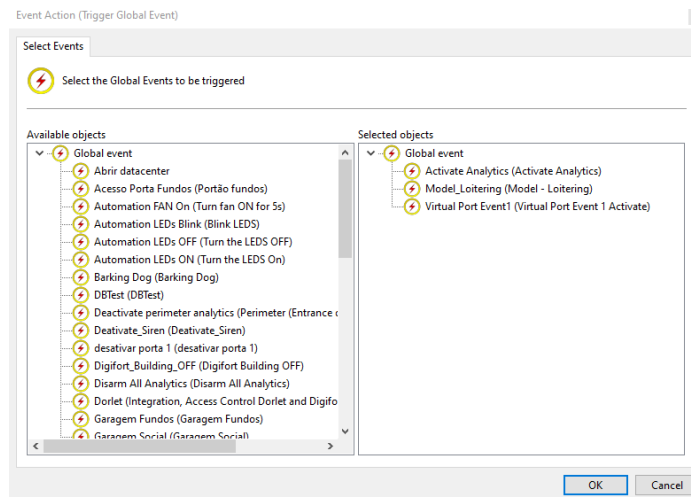 Event Action (Trigger Global Event)
Select Events
Select the Global Events to be triggered
Available objects
Global event
Abrir datacenter
Acesso Porta Fundos (Portão fundos)
Automation FAN On (Turn fan ON for 5s)
Automation LEDs Blink (Blink LEDS)
Automation LEDs OFF (Turn the LEDS OFF)
Automation LEDs ON (Turn the LEDS On)
Barking Dog (Barking Dog)
DBTest (DBTest)
Deactivate perimeter analytics (Perimeter (Entrance
Deativate_Siren (Deativate_Siren)
desativar porta 1 (desativar porta 1)
Digifort_Building_OFF (Digifort Building OFF)
Disarm All Analytics (Disarm All Analytics)
Dorlet (Integration, Access Control Dorlet and Digifo
Garagem Fundos (Garagem Fundos)
Garagem Social (Garagem Social)
Selected objects
Global event
Activate Analytics (Activate Analytics)
Model_Loitering (Model - Loitering)
Virtual Port Event1 (Virtual Port Event 1 Activate)
OK
Cancel